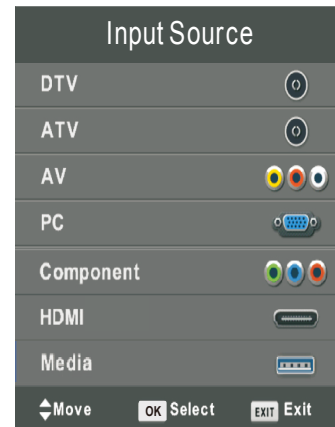 Input Source
DTV
ATV
AV
PC
Component
HDMI
Media
Move OK Select EXIT Exit